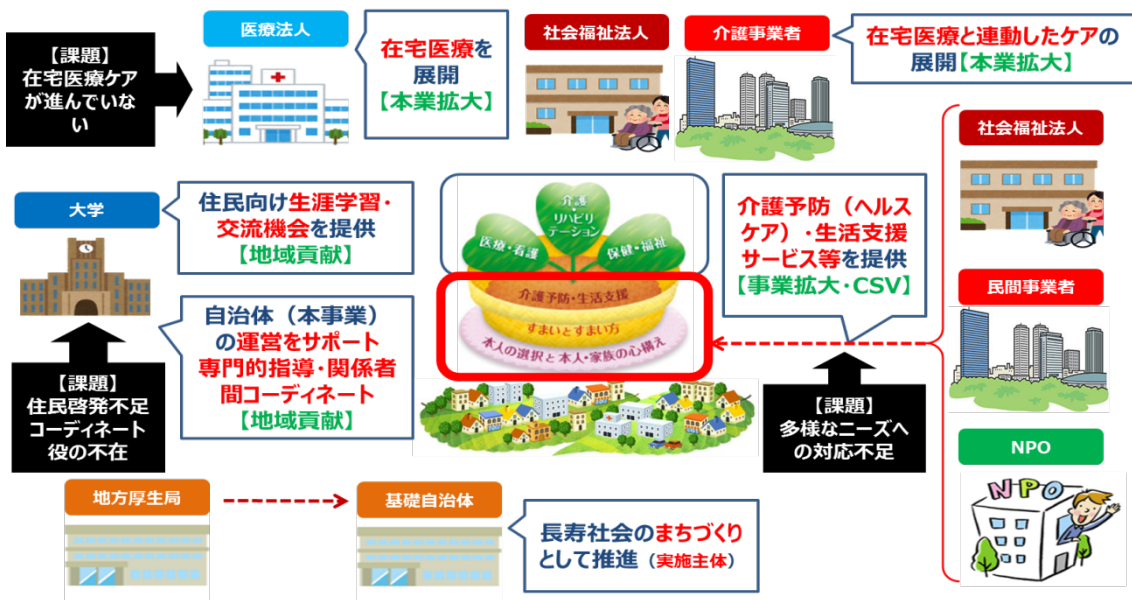 【課題】
在宅医療ケア
が進んでいな
い
医療法人
在宅医療を
展開
【本業拡大】
社会福祉法人
介護事業者
在宅医療と連動したケアの
展開【本業拡大】
大学
住民向け生涯学習・
交流機会を提供
【地域貢献】
自治体（本事業）
の運営をサポート
専門的指導・関係者
間コーディネート
【地域貢献】
【課題】
住民啓発不足
コーディネート
役の不在
介護
・
リハビリ
テーション
医療・看護
保健・福祉
介護予防・生活支援
すまいとすまい方
本人の選択と本人・家族の心構え
介護予防（ヘルス
ケア）・生活支援
サービス等を提供
【事業拡大・CSV】
【課題】
多様なニーズへ
の対応不足
社会福祉法人
民間事業者
NPO
NPO
地方厚生局
基礎自治体
長寿社会のまちづくり
として推進（実施主体）